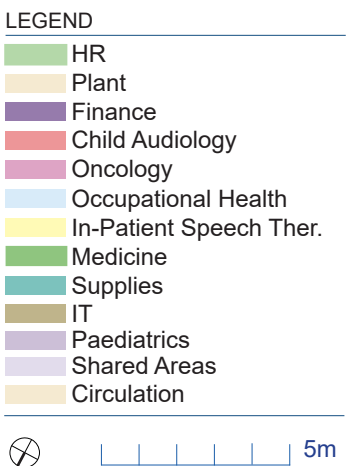 LEGEND
HR
Plant
Finance
Child Audiology
Oncology
Occupational Health
In-Patient Speech Ther.
Medicine
Supplies
IT
Paediatrics
Shared Areas
Circulation
5m